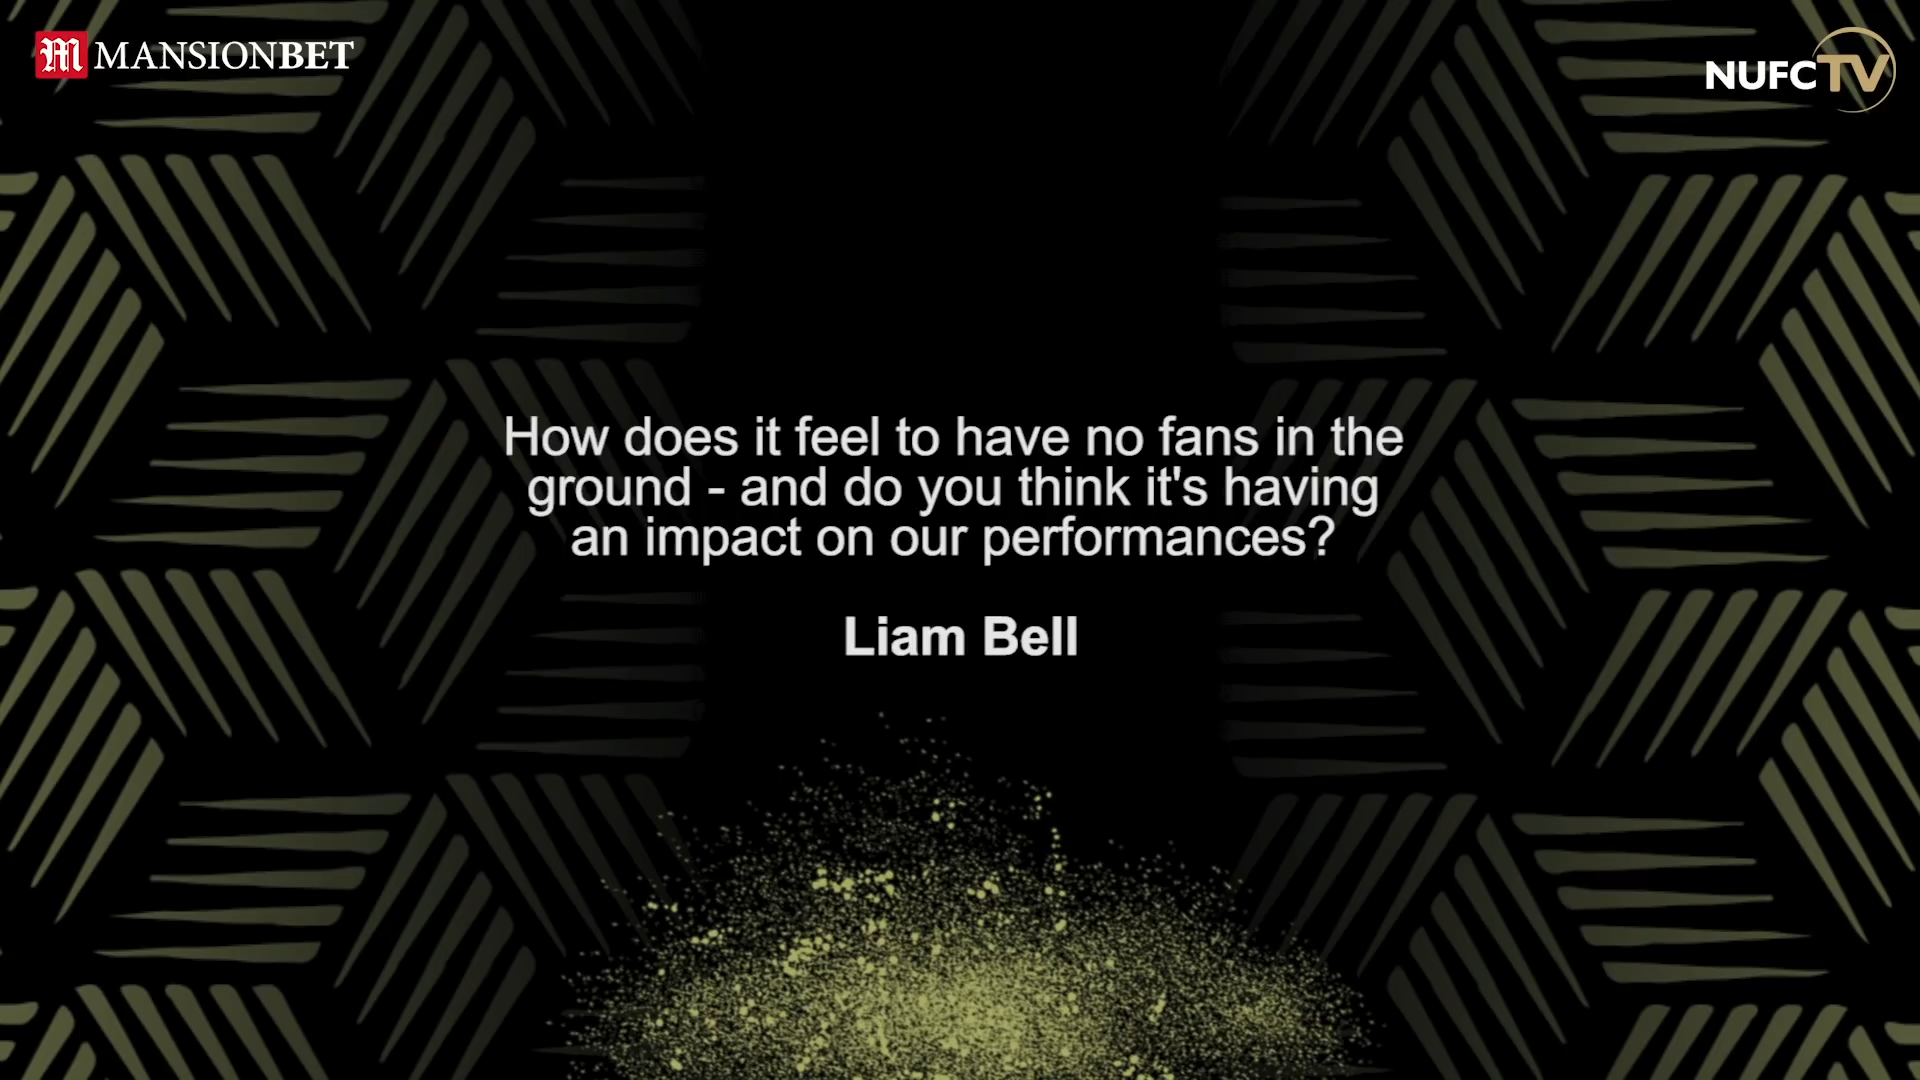 MANSIONBET
NUFCTV
How does it feel to have no fans in the
ground - and do you think it's having
an impact on our performances?
Liam Bell